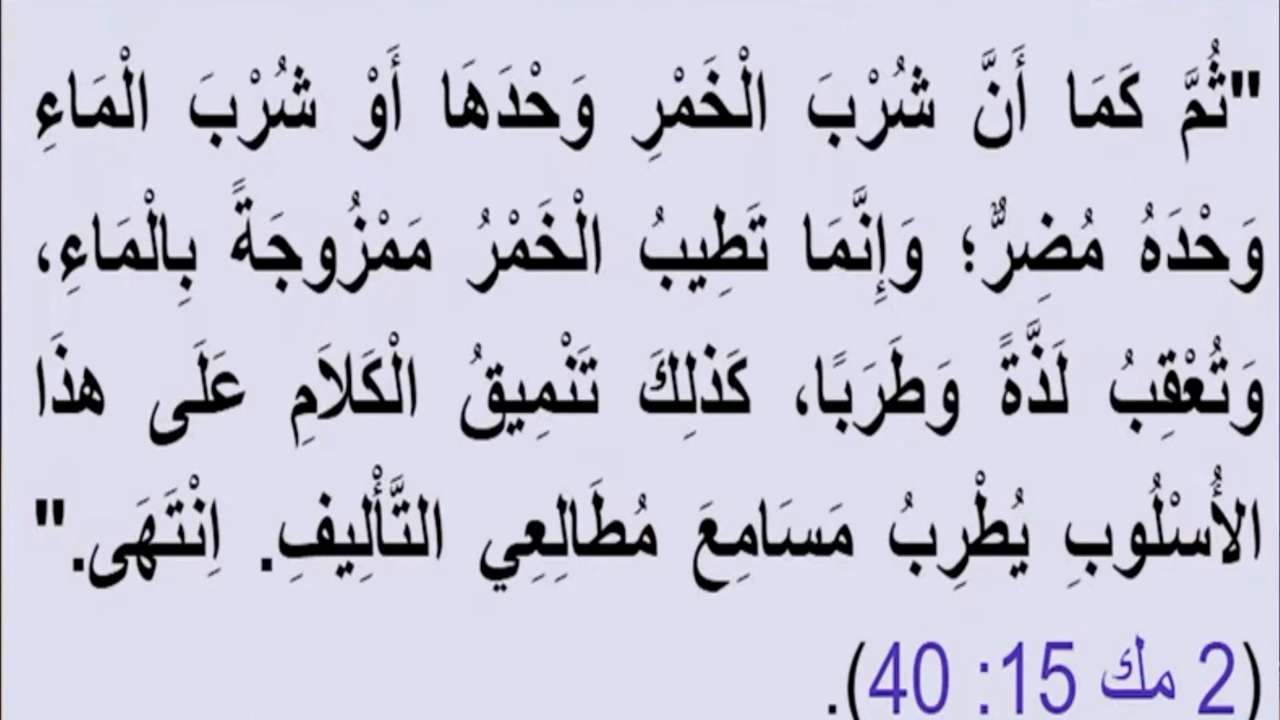 "ثُمَّ كَمَا أَنَّ شُرْبَ الْخَمْرِ وَحْدَهَا أَوْ شُرْبَ الْمَاءِ
وَحْدَهُ مُضِرٌّ؛ وَإِنَّمَا تَطِيبُ الْخَمْرُ مَمْزُوجَةً بِالْمَاءِ،
وَتُعْقِبُ لَذَّةً وَطَرَبًا، كَذلِكَ تَنْمِيقُ الْكَلاَمِ عَلَى هذَا
الأُسْلُوبِ يُطْرِبُ مَسَامِعَ مُطَالِعِي التَّأْلِيفِ. اِنْتَهَى."
(2 مك 15: 40).